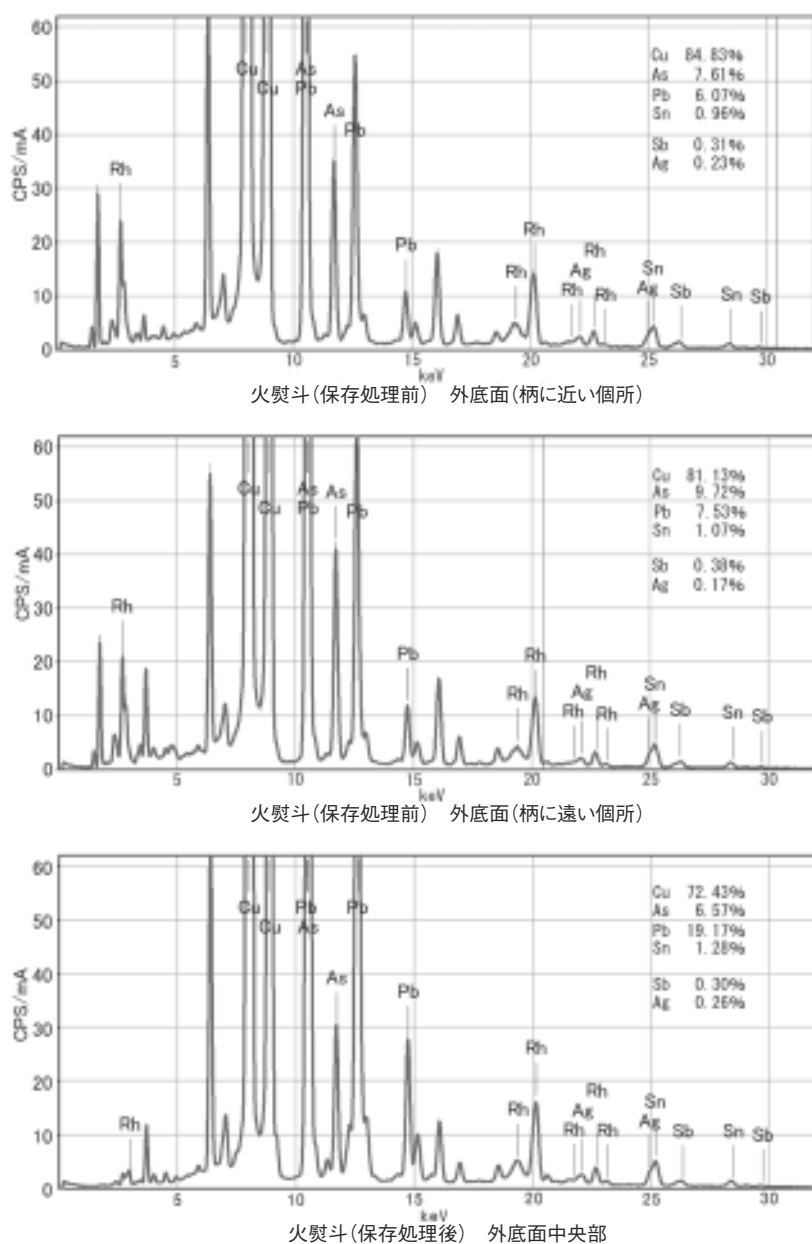 60
50
40
30
20
10
0
CPS/mA
Rh
Cu
Cu
As
Pb
As
Pb
Pb
Rh
Rh
Rh
Ag
Rh
Rh
Sn
Ag
Sb
Sn
Sb
Cu 84.83%
As 7.61%
Pb 6.07%
Sn 0.96%
Sb 0.31%
Ag 0.23%
5 10 15 20 25 30
keV
火熨斗(保存処理前) 外底面(柄に近い個所)
60
50
40
30
20
10
0
CPS/mA
Rh
Cu
Cu
As
Pb
As
Pb
Pb
Rh
Rh
Rh
Ag
Rh
Rh
Sn
Ag
Sb
Sn
Sb
Cu 81.13%
As 9.72%
Pb 7.53%
Sn 1.07%
Sb 0.38%
Ag 0.17%
5 10 15 20 25 30
keV
火熨斗(保存処理前) 外底面(柄に遠い個所)
60
50
40
30
20
10
0
CPS/mA
Rh
Cu
Cu
Pb
As
As
Pb
Pb
Rh
Rh
Rh
Ag
Rh
Rh
Sn
Ag
Sb
Sn
Sb
Cu 72.43%
As 6.57%
Pb 19.17%
Sn 1.28%
Sb 0.30%
Ag 0.26%
5 10 15 20 25 30
keV
火熨斗(保存処理後) 外底面中央部